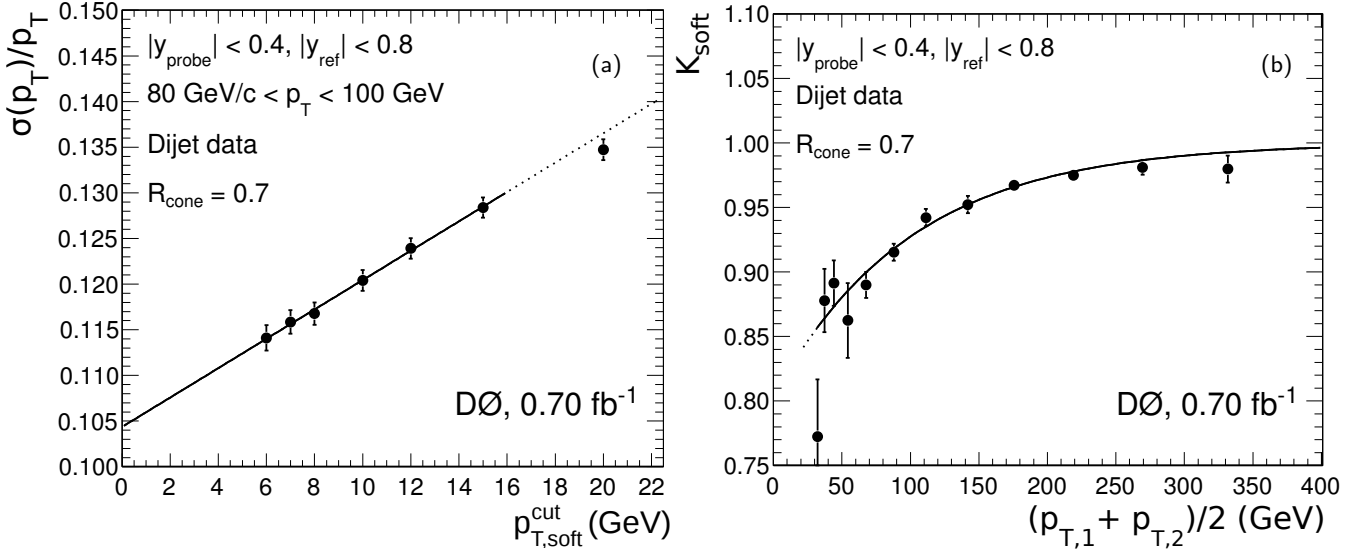 σ(p_T)/p_T
0.150
0.145
0.140
0.135
0.130
0.125
0.120
0.115
0.110
0.105
0.100
|y_probe| < 0.4, |y_ref| < 0.8
(a)
80 GeV/c < p_T < 100 GeV
Dijet data
R_cone = 0.7
DØ, 0.70 fb^-1
0 2 4 6 8 10 12 14 16 18 20 22
p_T,soft^cut (GeV)
K_soft
1.10
1.05
1.00
0.95
0.90
0.85
0.80
0.75
|y_probe| < 0.4, |y_ref| < 0.8
(b)
Dijet data
R_cone = 0.7
DØ, 0.70 fb^-1
0 50 100 150 200 250 300 350 400
(p_T,1 + p_T,2)/2 (GeV)